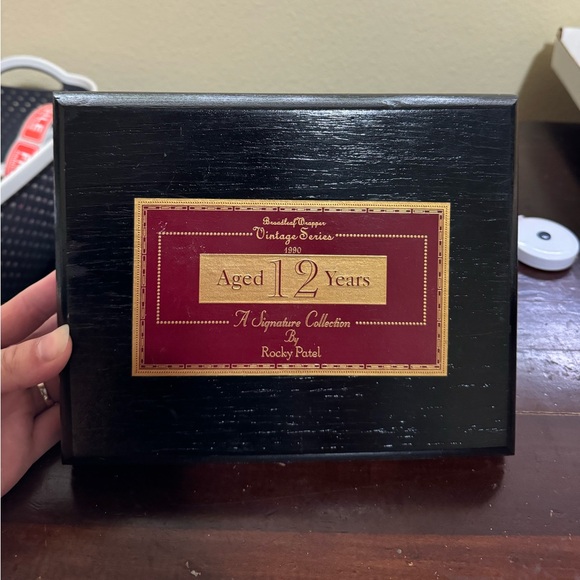 Broadleaf Wrapper
Vintage Series
1990
Aged 12 Years
A Signature Collection
By
Rocky Patel